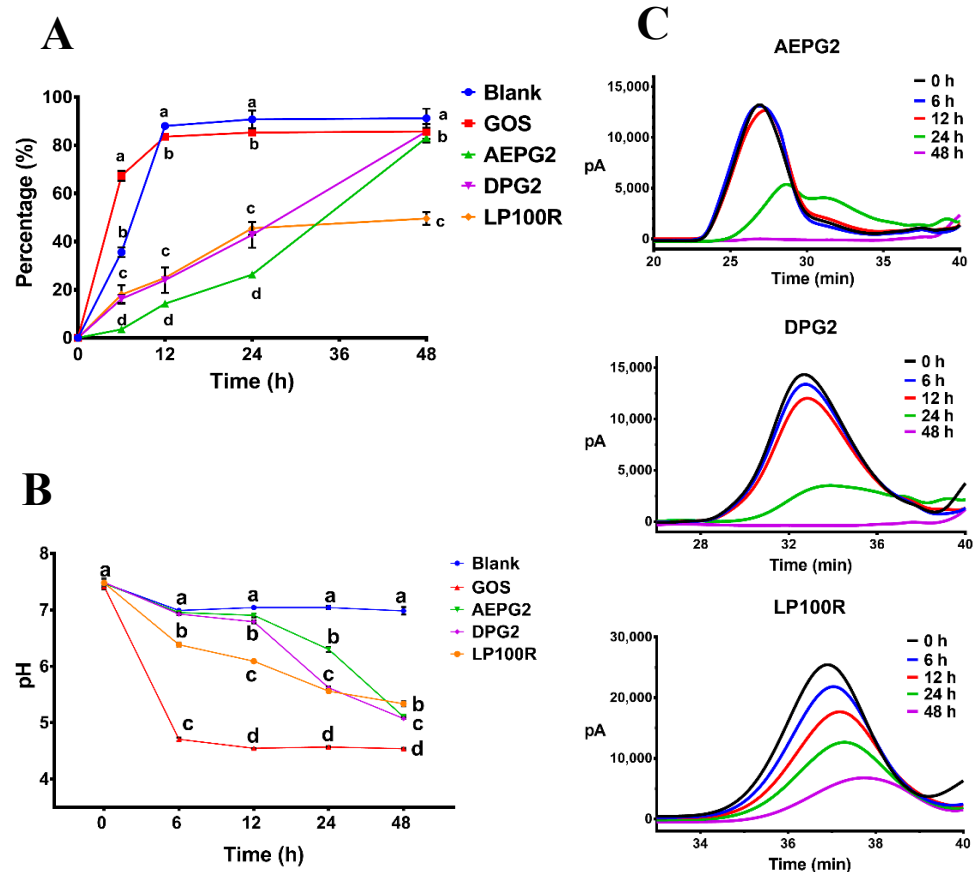 A
Percentage (%)
100
80
60
40
20
0
0 12 24 36 48
Time (h)
a
b
c
d
a
b
c
d
a
b
c
d
a
b
c
Blank
GOS
AEPG2
DPG2
LP100R
B
pH
8
7
6
5
4
0 6 12 24 48
Time (h)
a
a
b
c
a
b
c
d
a
b
c
d
a
b
c
d
Blank
GOS
AEPG2
DPG2
LP100R
C
AEPG2
pA
15,000
10,000
5,000
0
20 25 30 35 40
Time (min)
0 h
6 h
12 h
24 h
48 h
DPG2
pA
15,000
10,000
5,000
0
28 32 36 40
Time (min)
0 h
6 h
12 h
24 h
48 h
LP100R
pA
30,000
20,000
10,000
0
34 36 38 40
Time (min)
0 h
6 h
12 h
24 h
48 h